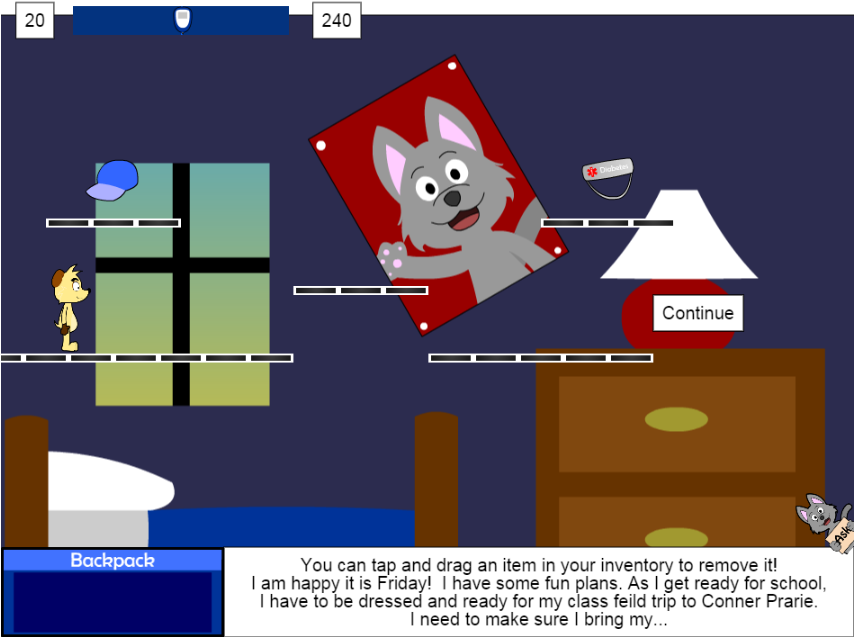 20
240
Diabetes
Continue
Ask
Backpack
You can tap and drag an item in your inventory to remove it!
I am happy it is Friday!  I have some fun plans. As I get ready for school,
I have to be dressed and ready for my class feild trip to Conner Prarie.
I need to make sure I bring my...